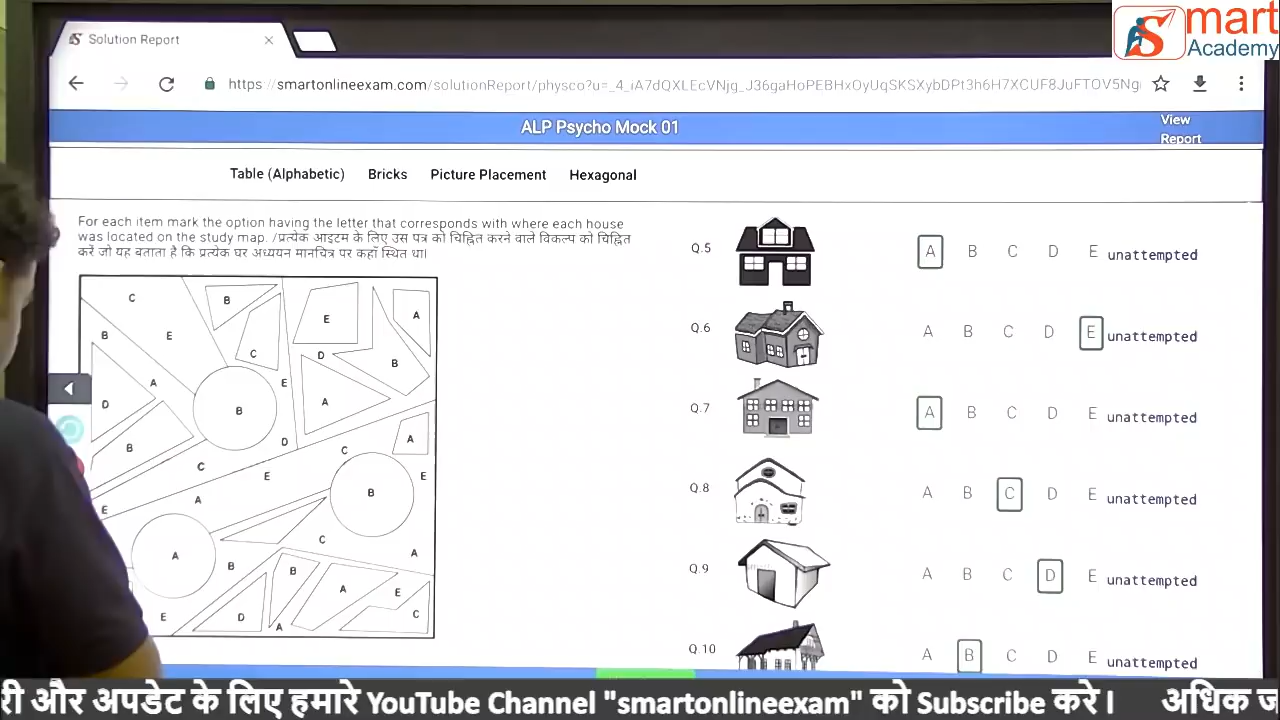 Smart Academy
Solution Report
https://smartonlineexam.com/solutionReport/physco?u=_4_iA7dQXLEcVNjg_J36gaHoPEBHxOyUqSKSXybDPt3h6H7XCUF8JuFTOV5Ng
ALP Psycho Mock 01
View Report
Table (Alphabetic) Bricks Picture Placement Hexagonal
For each item mark the option having the letter that corresponds with where each house
was located on the study map. /प्रत्येक आइटम के लिए उस पत्र को चिह्नित करने वाले विकल्प को चिह्नित
करें जो यह बताता है कि प्रत्येक घर अध्ययन मानचित्र पर कहाँ स्थित था।
C B E A
B E
C D B
A E
D B A
B D C A
C E B E
A
E
A C A
B B A E
E D A C
Q.5 A B C D E unattempted
Q.6 A B C D E unattempted
Q.7 A B C D E unattempted
Q.8 A B C D E unattempted
Q.9 A B C D E unattempted
Q.10 A B C D E unattempted
री और अपडेट के लिए हमारे YouTube Channel "smartonlineexam" को Subscribe करे। अधिक ज